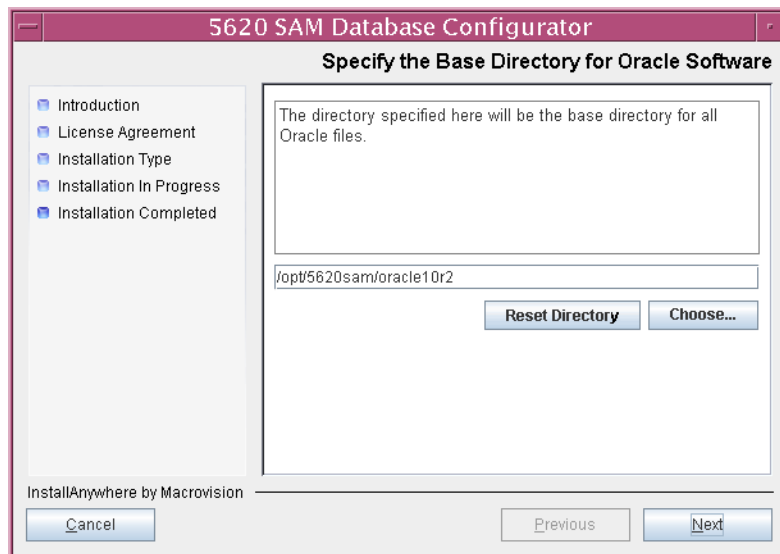 5620 SAM Database Configurator
Specify the Base Directory for Oracle Software
Introduction
License Agreement
Installation Type
Installation In Progress
Installation Completed
The directory specified here will be the base directory for all
Oracle files.
/opt/5620sam/oracle10r2
Reset Directory
Choose...
InstallAnywhere by Macrovision
Cancel
Previous
Next